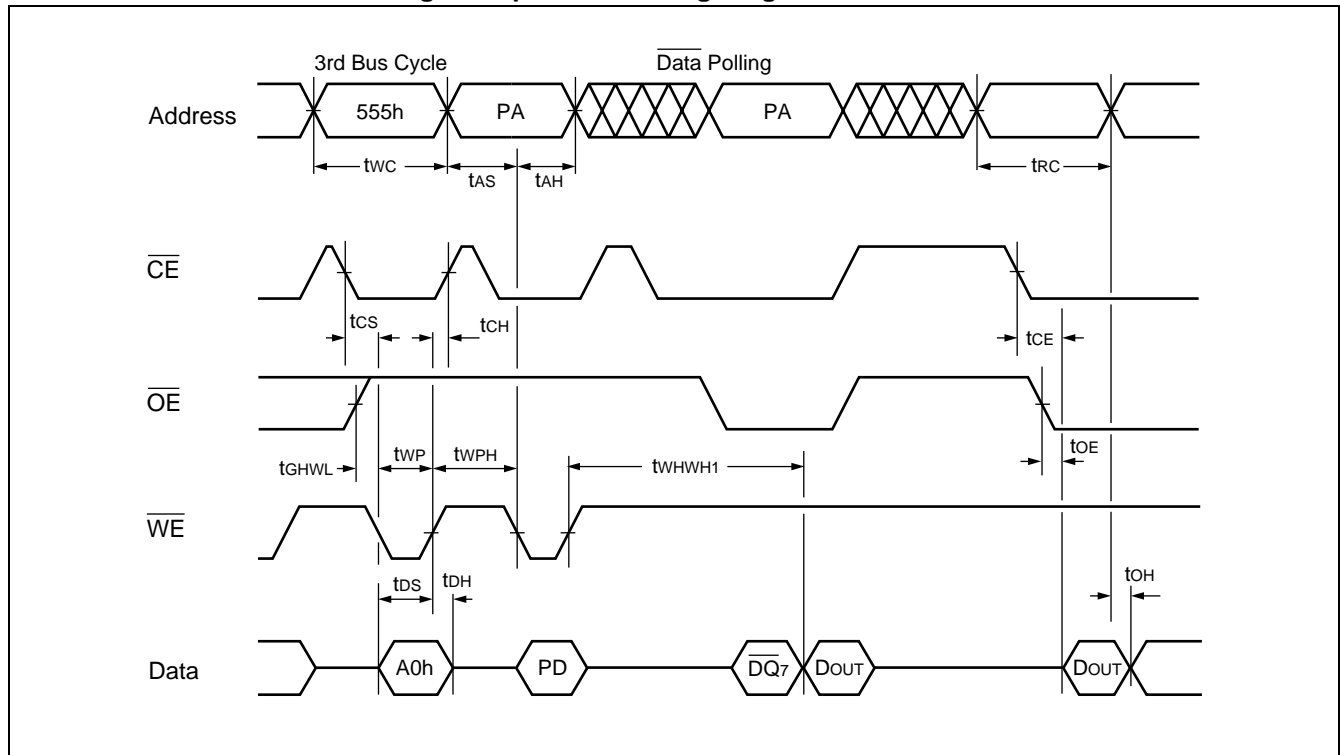 3rd Bus Cycle
Data Polling
Address
555h
PA
PA
tWC
tAS
tAH
tRC
CE
tCS
tCH
tCE
OE
tGHWL
tWP
tWPH
tWHWH1
tOE
WE
tDS
tDH
tOH
Data
A0h
PD
DQ7
DOUT
DOUT